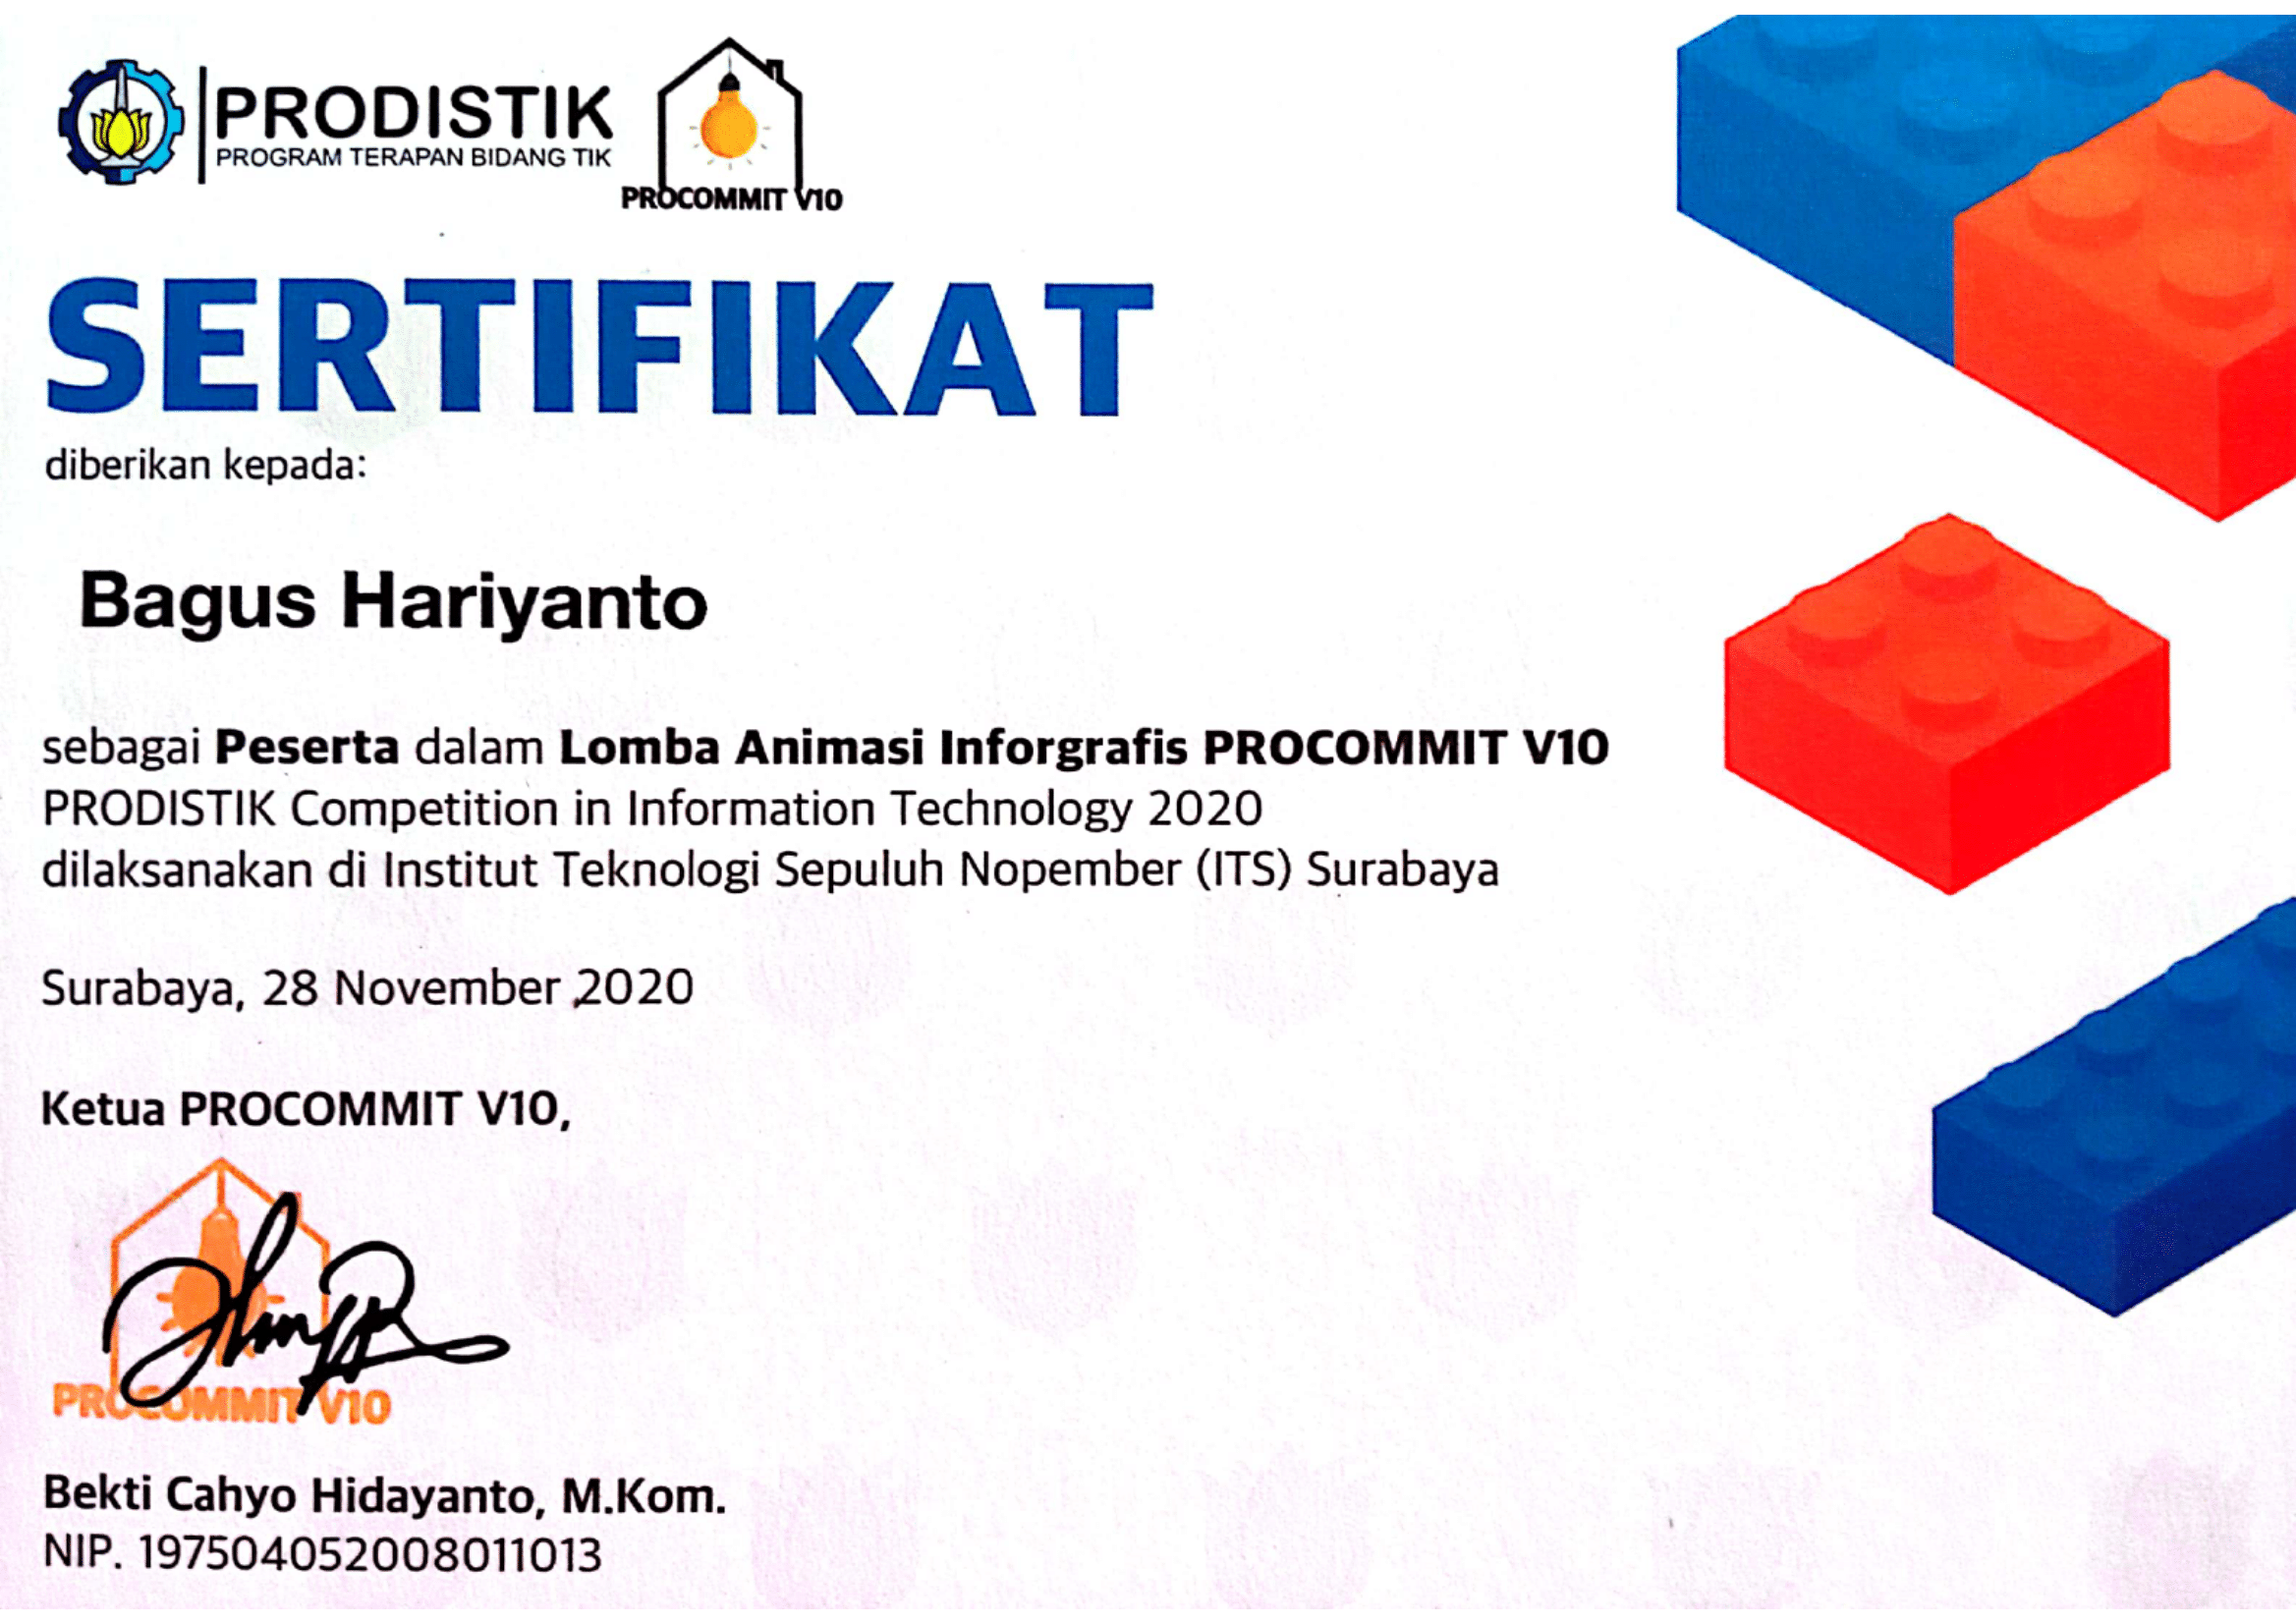 PRODISTIK
PROGRAM TERAPAN BIDANG TIK
PROCOMMIT V10
SERTIFIKAT
diberikan kepada:
Bagus Hariyanto
sebagai Peserta dalam Lomba Animasi Inforgrafis PROCOMMIT V10
PRODISTIK Competition in Information Technology 2020
dilaksanakan di Institut Teknologi Sepuluh Nopember (ITS) Surabaya
Surabaya, 28 November 2020
Ketua PROCOMMIT V10,
PROCOMMIT V10
Bekti Cahyo Hidayanto, M.Kom.
NIP. 197504052008011013